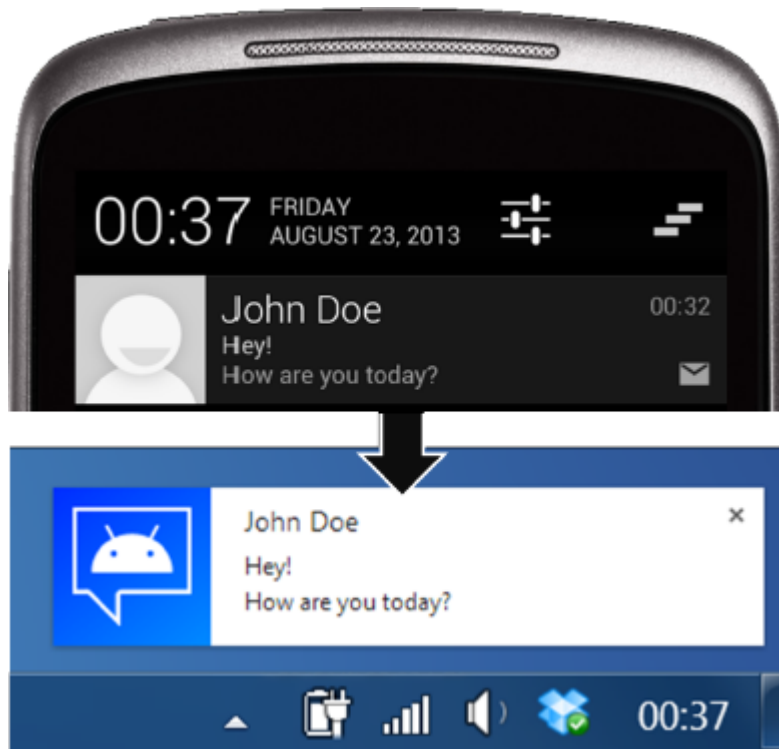 00:37 FRIDAY
AUGUST 23, 2013
John Doe 00:32
Hey!
How are you today?
John Doe ×
Hey!
How are you today?
00:37